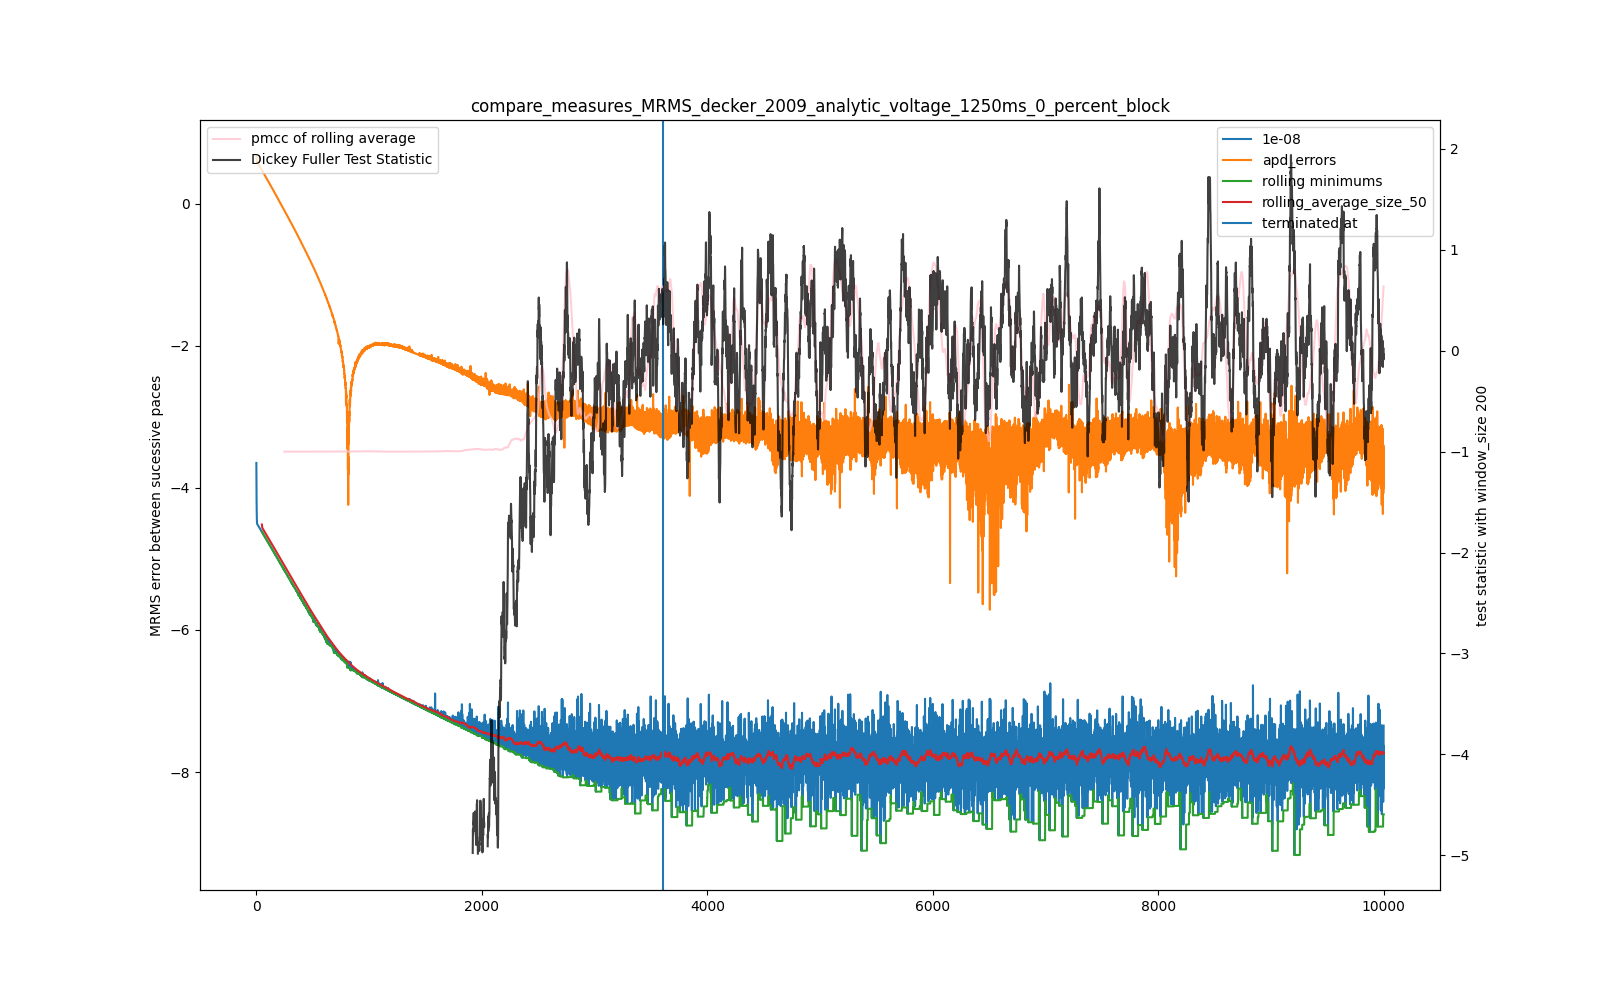 compare_measures_MRMS_decker_2009_analytic_voltage_1250ms_0_percent_block
pmcc of rolling average
Dickey Fuller Test Statistic
1e-08
apd_errors
rolling minimums
rolling_average_size_50
terminated at
MRMS error between sucessive paces
0
−2
−4
−6
−8
2
1
0
−1
−2
−3
−4
−5
test statistic with window_size 200
0
2000
4000
6000
8000
10000